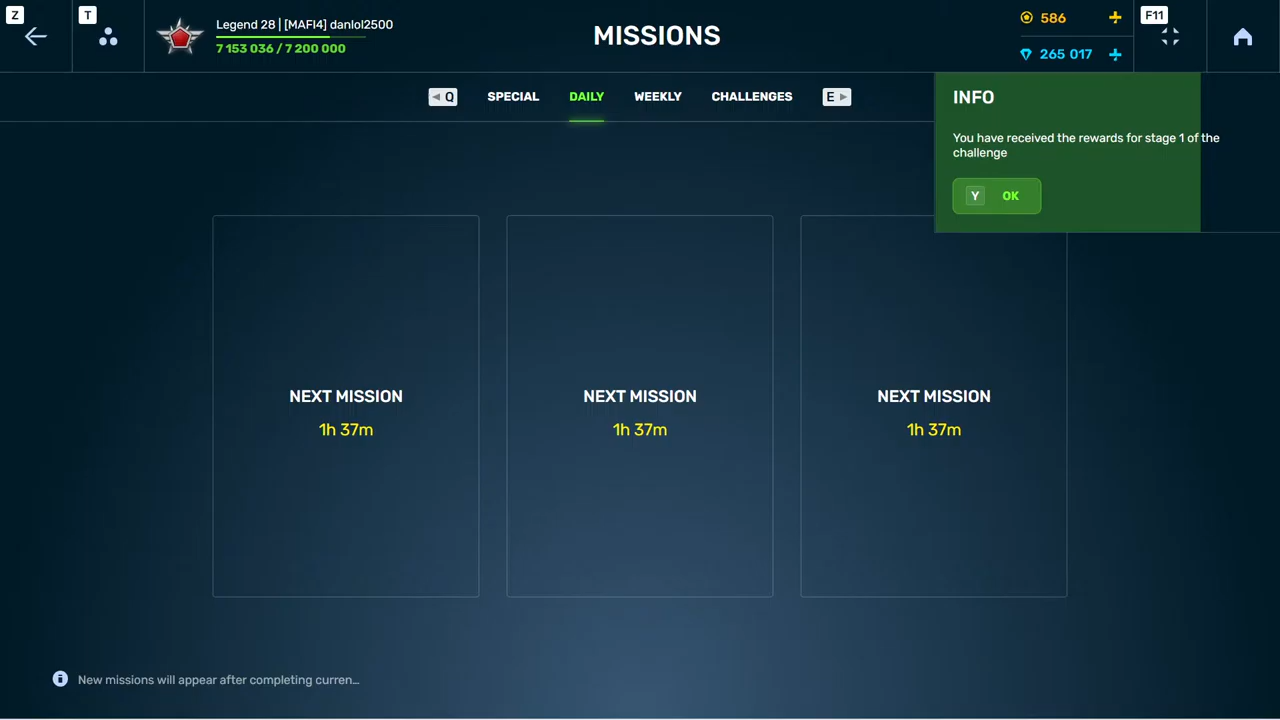 Z
T
Legend 28 | [MAFI4] danlol2500
7 153 036 / 7 200 000
MISSIONS
586
265 017
F11
Q
SPECIAL
DAILY
WEEKLY
CHALLENGES
E
INFO
You have received the rewards for stage 1 of the
challenge
Y
OK
NEXT MISSION
1h 37m
NEXT MISSION
1h 37m
NEXT MISSION
1h 37m
New missions will appear after completing curren...